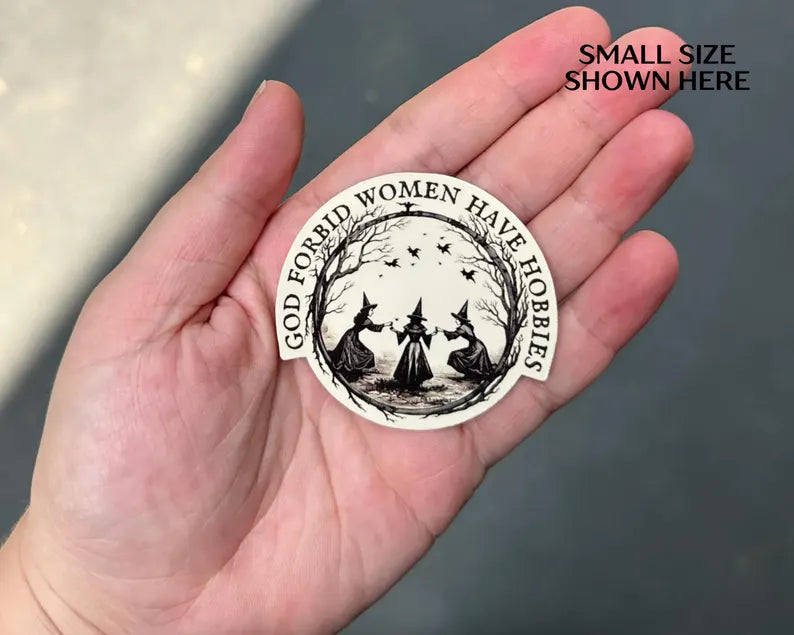 SMALL SIZE
SHOWN HERE
GOD FORBID WOMEN HAVE HOBBIES